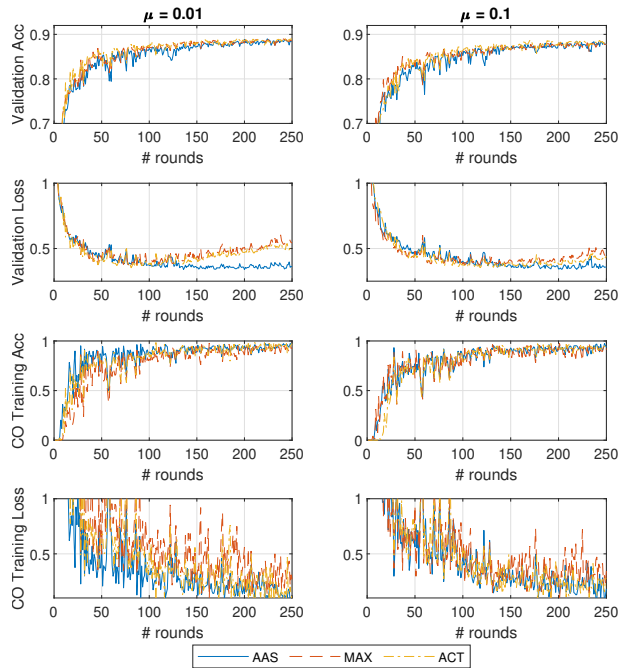 μ = 0.01
μ = 0.1
Validation Acc
0.9
0.8
0.7
0 50 100 150 200 250
# rounds
0.9
0.8
0.7
0 50 100 150 200 250
# rounds
Validation Loss
1
0.5
0 50 100 150 200 250
# rounds
1
0.5
0 50 100 150 200 250
# rounds
CO Training Acc
1
0.5
0
0 50 100 150 200 250
# rounds
1
0.5
0
0 50 100 150 200 250
# rounds
CO Training Loss
1
0.5
0 50 100 150 200 250
# rounds
1
0.5
0 50 100 150 200 250
# rounds
AAS MAX ACT